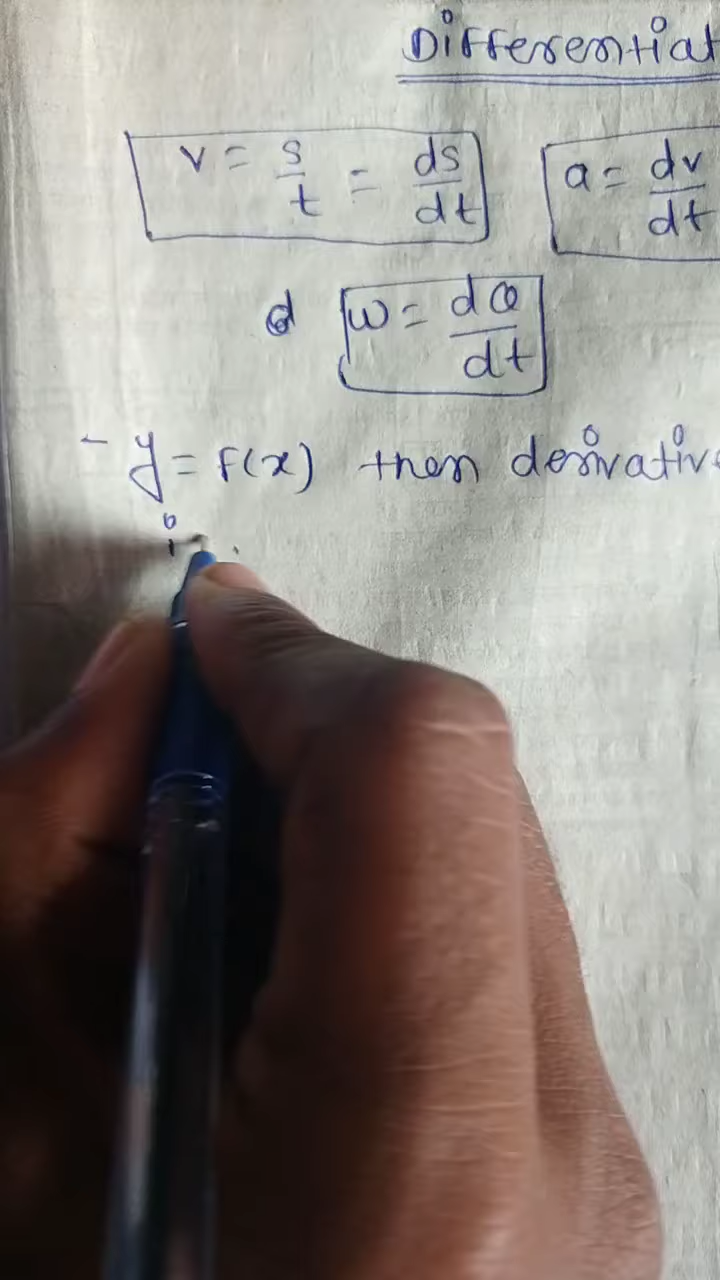 Differentiat
v = s/t = ds/dt a = dv/dt
d ω = dθ/dt
- y = f(x) then derivative
i